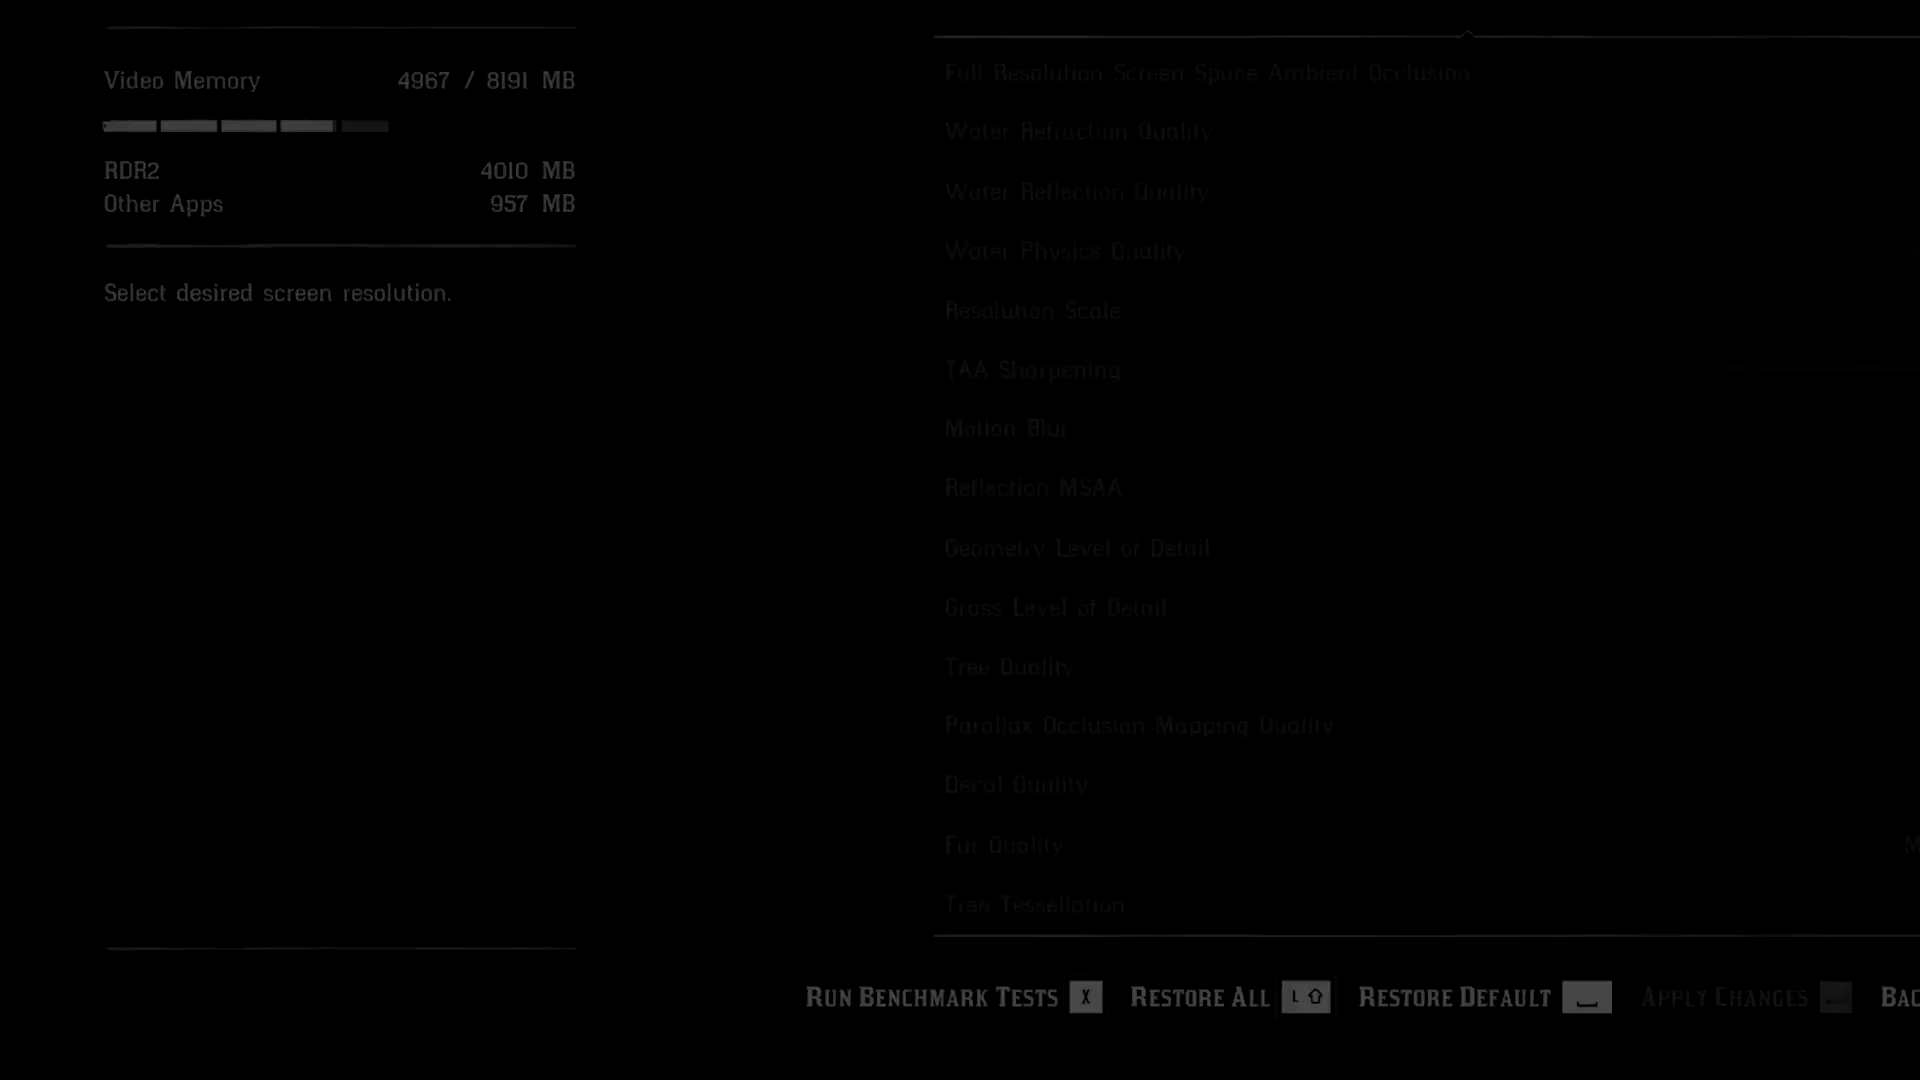 Video Memory 4967 / 8191 MB
RDR2 4010 MB
Other Apps 957 MB
Select desired screen resolution.
Full Resolution Screen Space Ambient Occlusion
Water Refraction Quality
Water Reflection Quality
Water Physics Quality
Resolution Scale
TAA Sharpening
Motion Blur
Reflection MSAA
Geometry Level of Detail
Grass Level of Detail
Tree Quality
Parallax Occlusion Mapping Quality
Decal Quality
Fur Quality
Tree Tessellation
RUN BENCHMARK TESTS X RESTORE ALL L RESTORE DEFAULT APPLY CHANGES